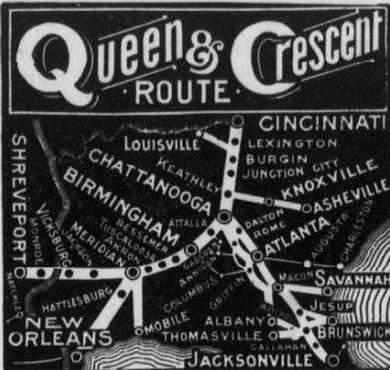 Queen & Crescent
· ROUTE ·
CINCINNATI
LOUISVILLE
LEXINGTON
KEATHLEY
BURGIN
JUNCTION CITY
CHATTANOOGA
KNOXVILLE
ASHEVILLE
SHREVEPORT
BIRMINGHAM
ATTALLA
DALTON
ROME
ATLANTA
AUGUSTA
CHARLESTON
MONROE
VICKSBURG
JACKSON
MERIDIAN
TUSCALOOSA
BESSEMER
GADSDEN
ANNISTON
COLUMBUS
GRIFFIN
MACON
SAVANNAH
NATCHEZ
HATTIESBURG
JESUP
NEW ORLEANS
MOBILE
ALBANY
THOMASVILLE
BRUNSWICK
CALLAHAN
JACKSONVILLE